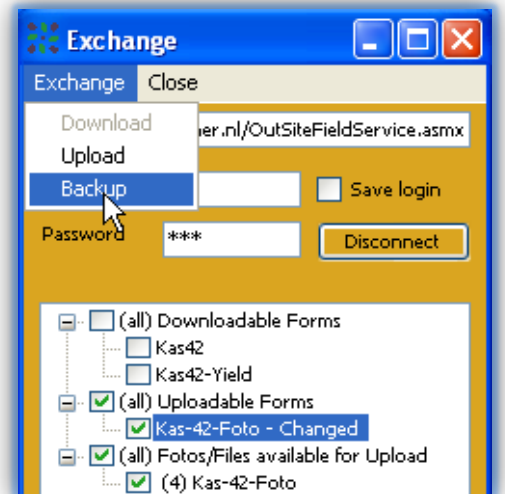 Exchange
Exchange Close
Download
er.nl/OutSiteFieldService.asmx
Upload
Backup
Save login
Password *** Disconnect
(all) Downloadable Forms
Kas42
Kas42-Yield
(all) Uploadable Forms
Kas-42-Foto - Changed
(all) Fotos/Files available for Upload
(4) Kas-42-Foto